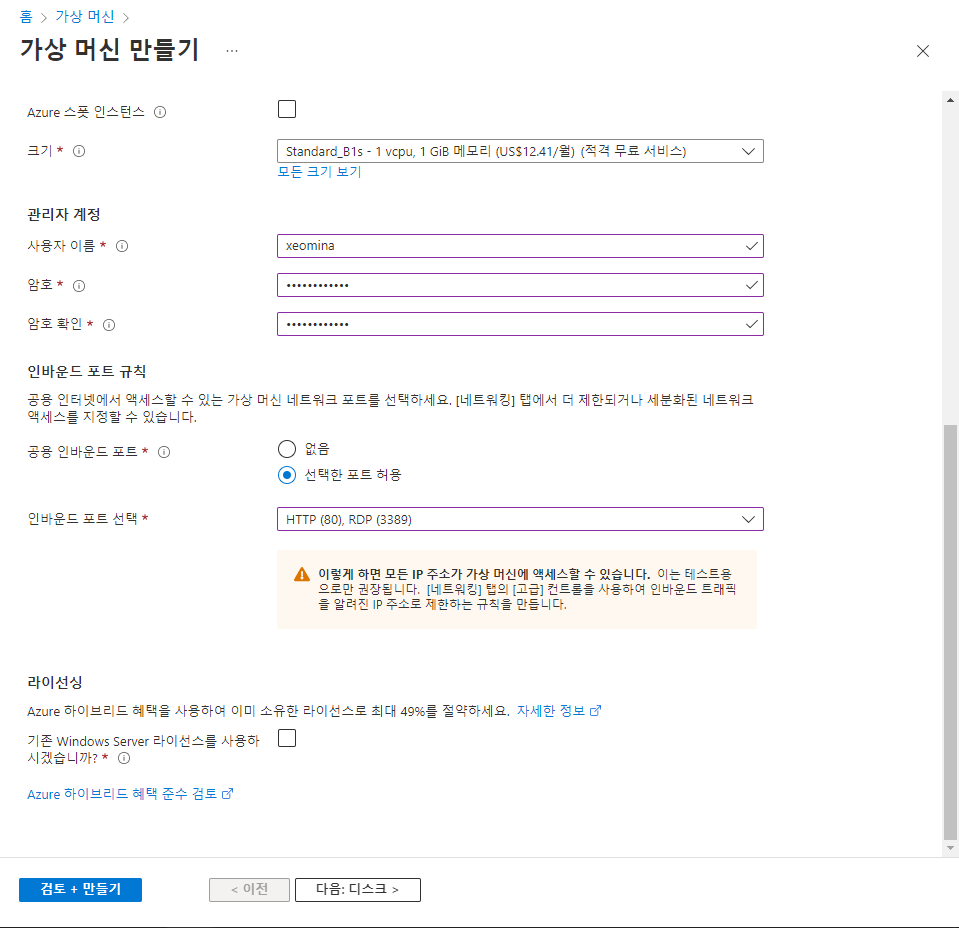 홈 > 가상 머신 >
가상 머신 만들기 ...
Azure 스폿 인스턴스
크기 *
Standard_B1s - 1 vcpu, 1 GiB 메모리 (US$12.41/월) (적격 무료 서비스)
모든 크기 보기
관리자 계정
사용자 이름 *
xeomina
암호 *
••••••••••••
암호 확인 *
••••••••••••
인바운드 포트 규칙
공용 인터넷에서 액세스할 수 있는 가상 머신 네트워크 포트를 선택하세요. [네트워킹] 탭에서 더 제한되거나 세분화된 네트워크
액세스를 지정할 수 있습니다.
공용 인바운드 포트 *
없음
선택한 포트 허용
인바운드 포트 선택 *
HTTP (80), RDP (3389)
이렇게 하면 모든 IP 주소가 가상 머신에 액세스할 수 있습니다. 이는 테스트용
으로만 권장됩니다. [네트워킹] 탭의 [고급] 컨트롤을 사용하여 인바운드 트래픽
을 알려진 IP 주소로 제한하는 규칙을 만듭니다.
라이선싱
Azure 하이브리드 혜택을 사용하여 이미 소유한 라이선스로 최대 49%를 절약하세요. 자세한 정보
기존 Windows Server 라이선스를 사용하
시겠습니까? *
Azure 하이브리드 혜택 준수 검토
검토 + 만들기
< 이전
다음: 디스크 >